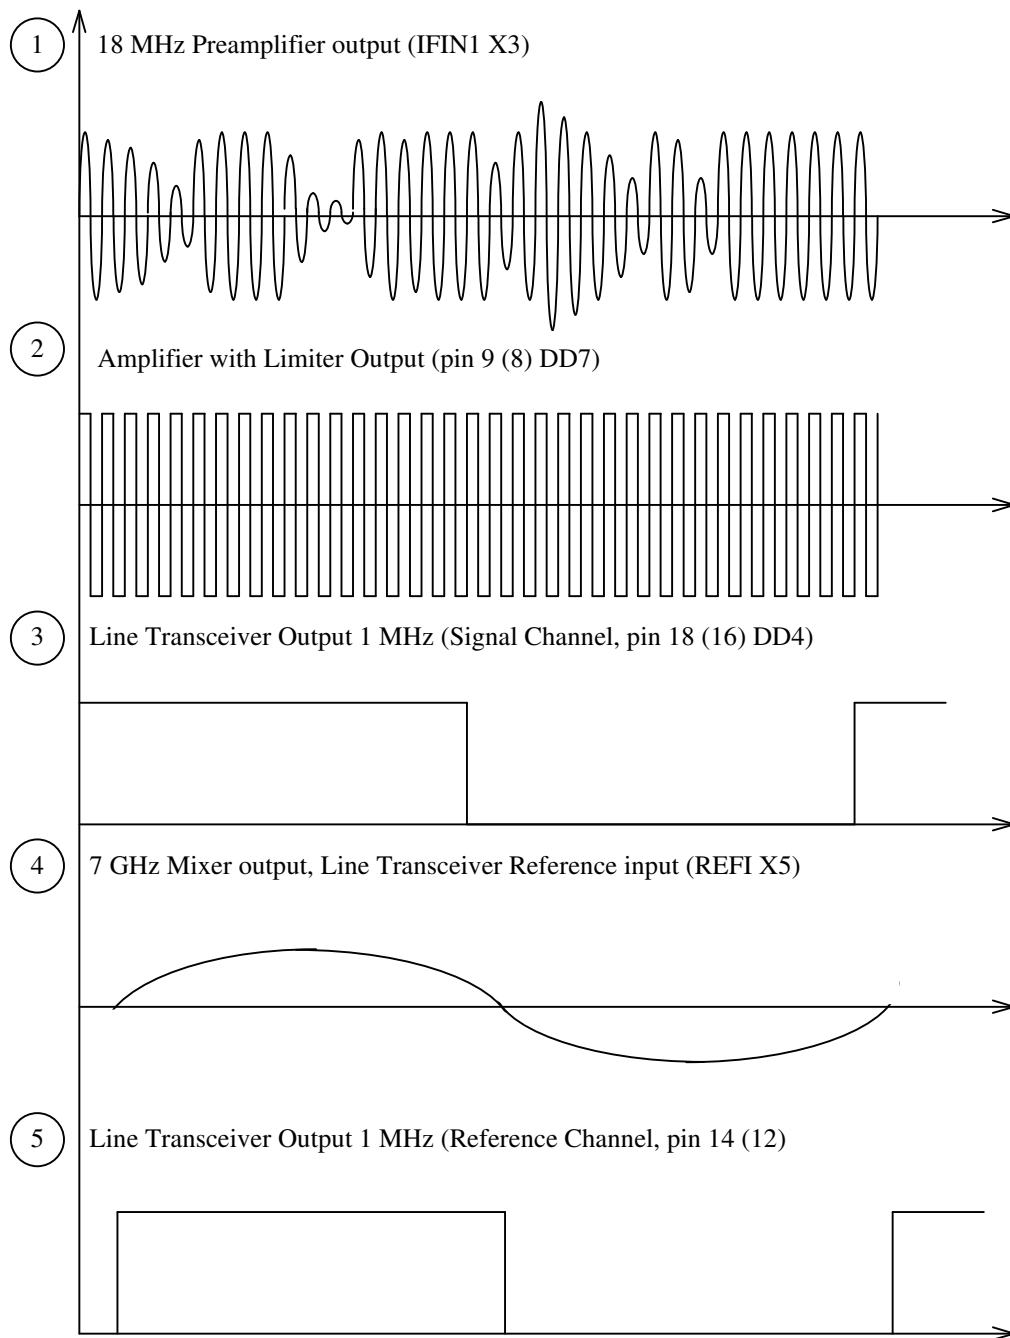 1
18 MHz Preamplifier output (IFIN1 X3)
2
Amplifier with Limiter Output (pin 9 (8) DD7)
3
Line Transceiver Output 1 MHz (Signal Channel, pin 18 (16) DD4)
4
7 GHz Mixer output, Line Transceiver Reference input (REFI X5)
5
Line Transceiver Output 1 MHz (Reference Channel, pin 14 (12)